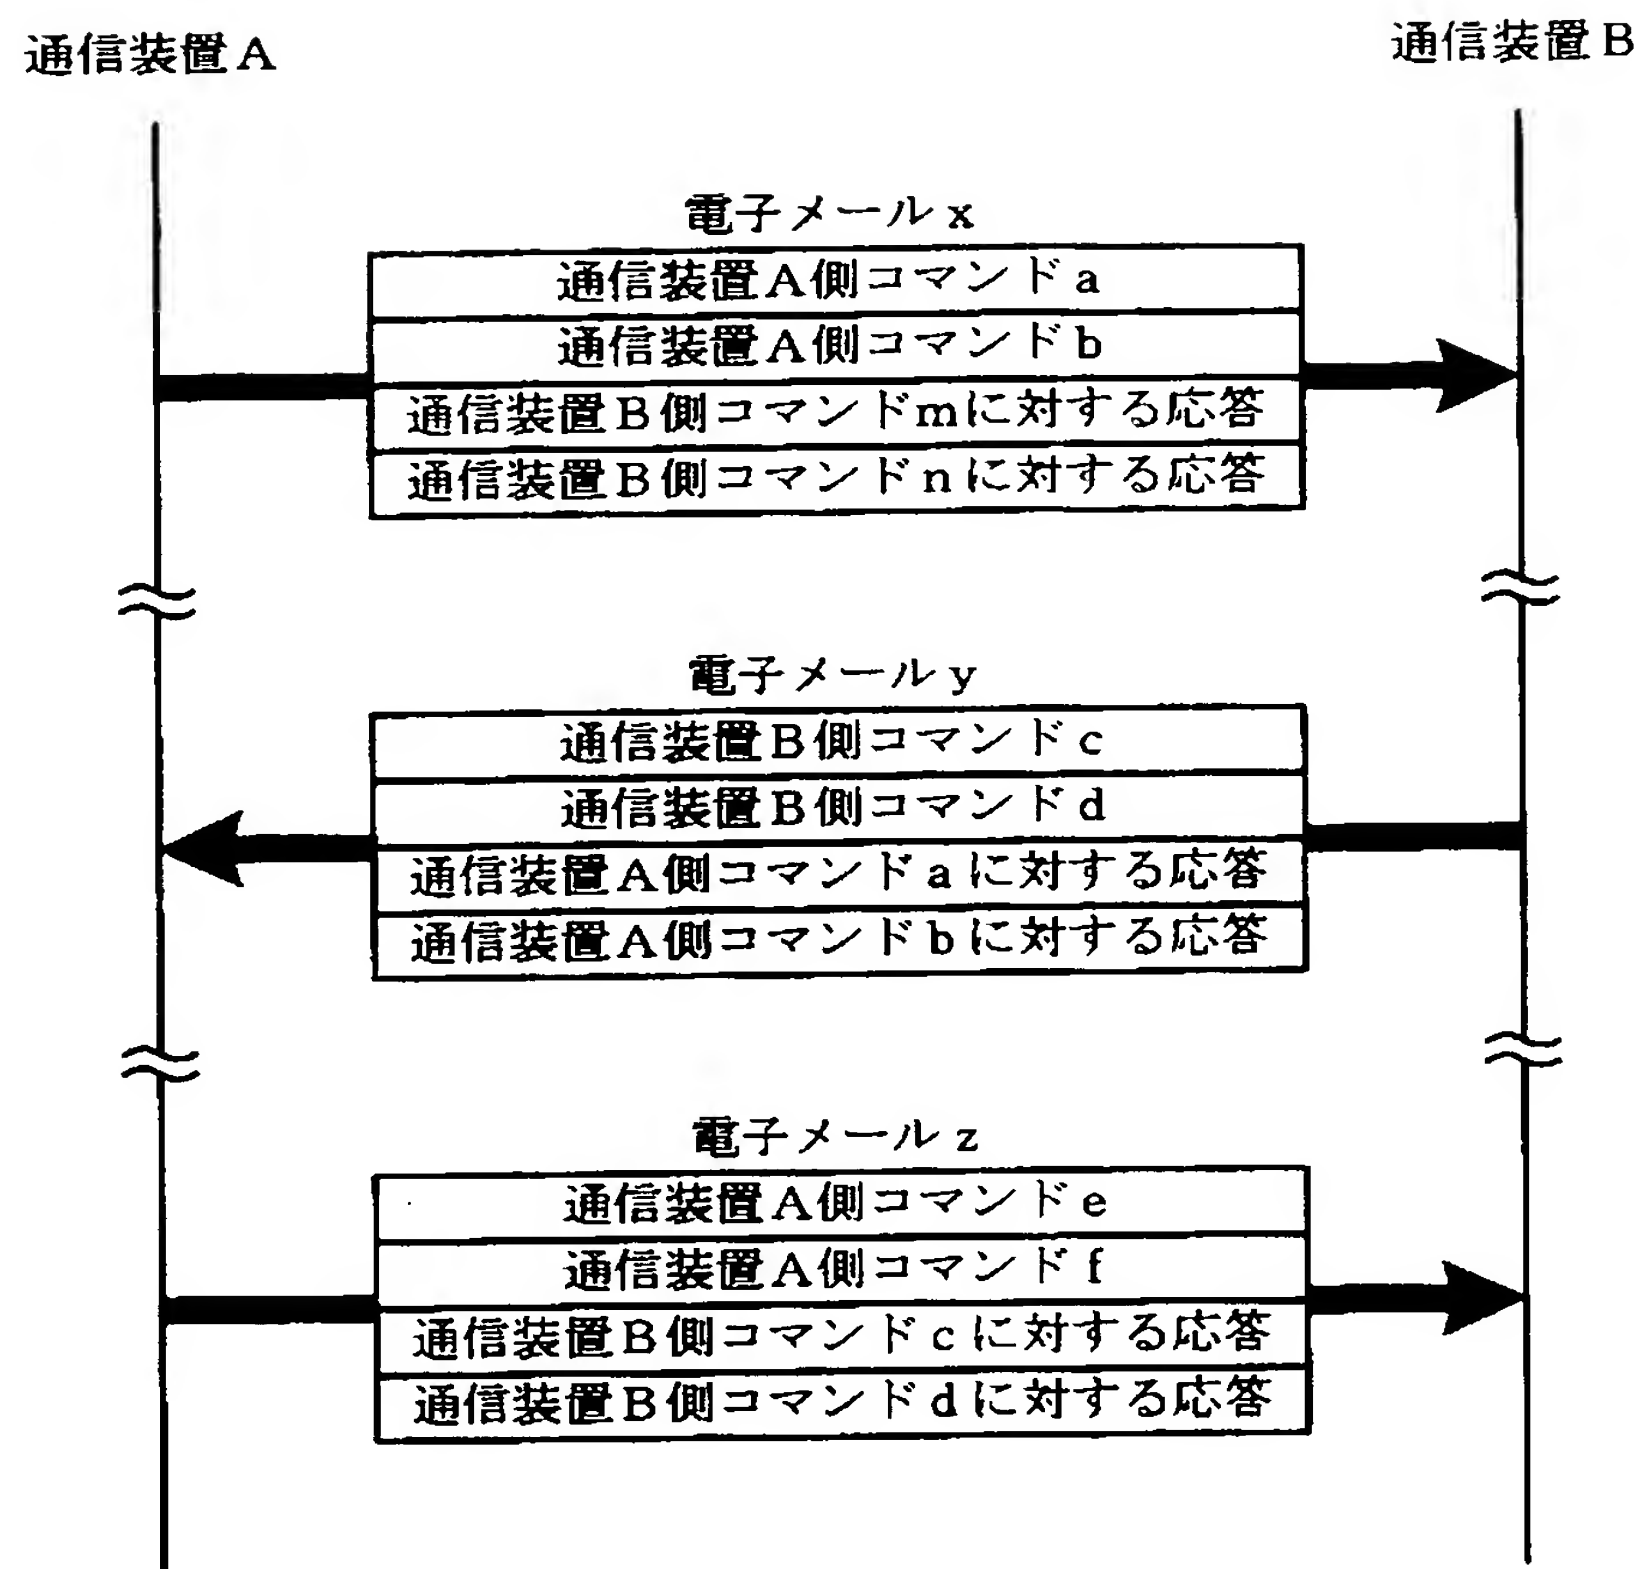 通信装置A
通信装置B
電子メールx
通信装置A側コマンドa
通信装置A側コマンドb
通信装置B側コマンドmに対する応答
通信装置B側コマンドnに対する応答
電子メールy
通信装置B側コマンドc
通信装置B側コマンドd
通信装置A側コマンドaに対する応答
通信装置A側コマンドbに対する応答
電子メールz
通信装置A側コマンドe
通信装置A側コマンドf
通信装置B側コマンドcに対する応答
通信装置B側コマンドdに対する応答